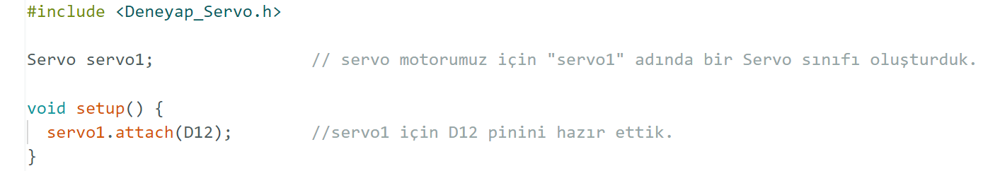 #include <Deneyap_Servo.h>
Servo servo1; // servo motorumuz için "servo1" adında bir Servo sınıfı oluşturduk.
void setup() {
servo1.attach(D12); //servo1 için D12 pinini hazır ettik.
}